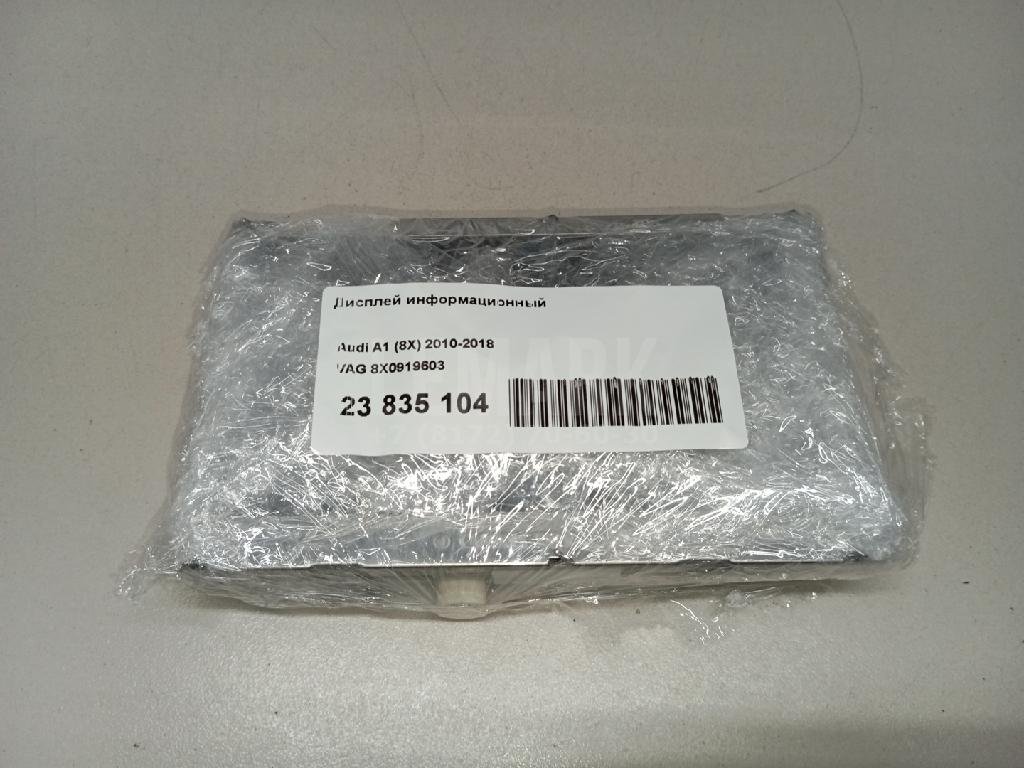 Дисплей информационный
Audi A1 (8X) 2010-2018
VAG 8X0919603
23 835 104